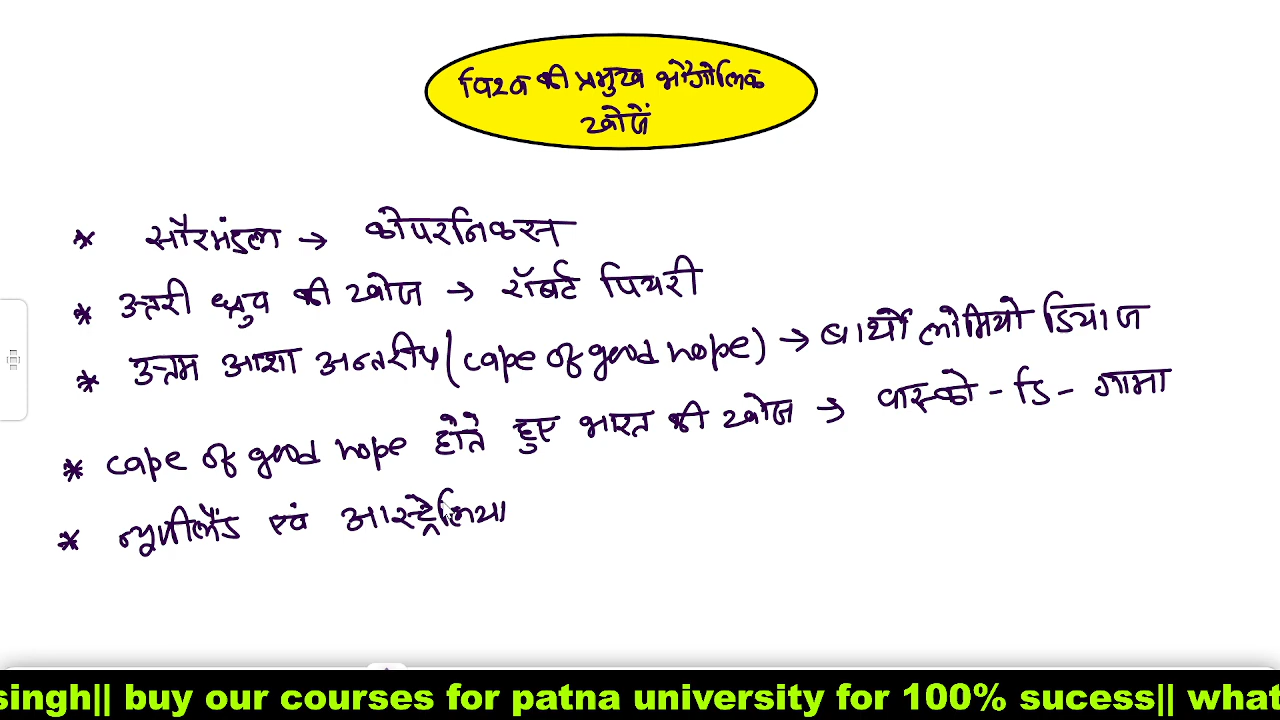 विश्व की प्रमुख भौगोलिक
खोजें
* सौरमंडल → कोपरनिकस
* उत्तरी ध्रुव की खोज → रॉबर्ट पियरी
* उत्तम आशा अन्तरीप (cape of good hope) → बार्थोलोमियो डियाज
* cape of good hope होते हुए भारत की खोज → वास्को - डि - गामा
* न्यूजीलैंड एवं आस्ट्रेलिया
singh|| buy our courses for patna university for 100% sucess|| what